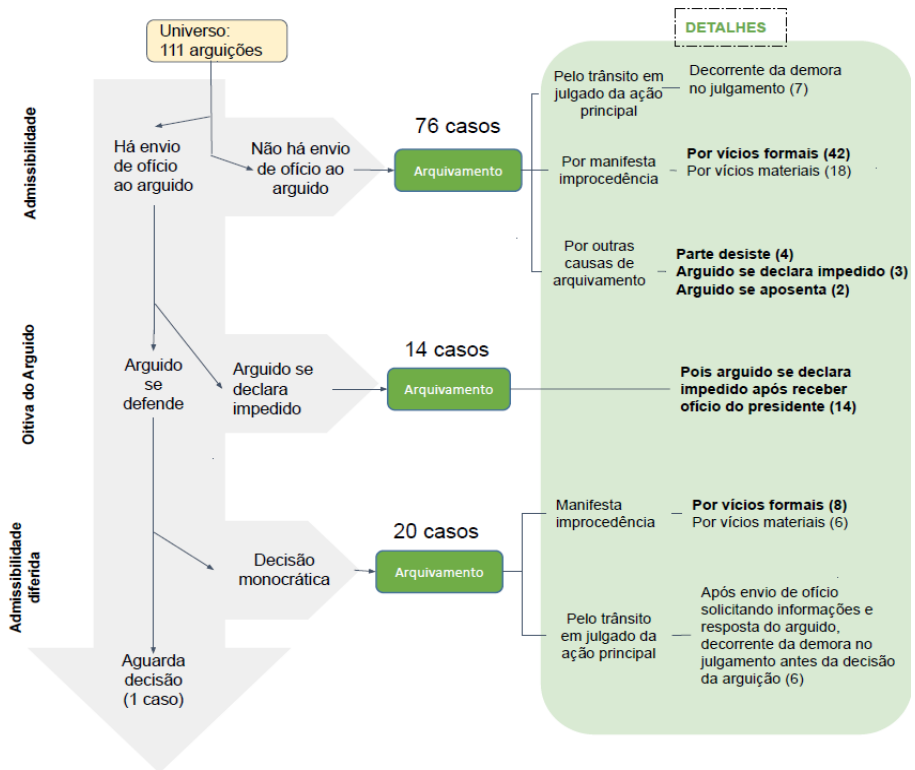 Universo:
111 arguições
DETALHES
Admissibilidade
Há envio
de ofício
ao arguido
Não há envio
de ofício ao
arguido
76 casos
Arquivamento
Pelo trânsito em
julgado da ação
principal
Decorrente da demora
no julgamento (7)
Por manifesta
improcedência
Por vícios formais (42)
Por vícios materiais (18)
Por outras
causas de
arquivamento
Parte desiste (4)
Arguido se declara impedido (3)
Arguido se aposenta (2)
Oitiva do Arguido
Arguido
se
defende
Arguido se
declara
impedido
14 casos
Arquivamento
Pois arguido se declara
impedido após receber
ofício do presidente (14)
Admissibilidade
diferida
Decisão
monocrática
20 casos
Arquivamento
Manifesta
improcedência
Por vícios formais (8)
Por vícios materiais (6)
Pelo trânsito
em julgado da
ação principal
Após envio de ofício
solicitando informações e
resposta do arguido,
decorrente da demora no
julgamento antes da decisão
da arguição (6)
Aguarda
decisão
(1 caso)